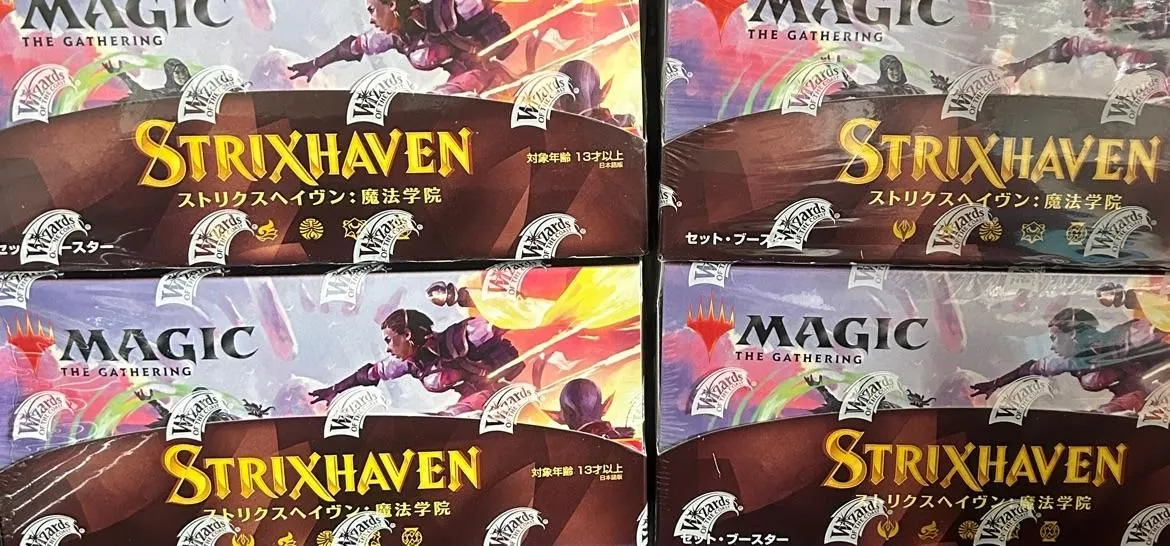 MAGIC
THE GATHERING
STRIXHAVEN
対象年齢 13才以上
日本語版
ストリクスヘイヴン：魔法学院
ブースター
MAGIC
THE GATHERING
STRIXHAVEN
ストリクスヘイヴン：魔法学院
セット・ブースター
MAGIC
THE GATHERING
STRIXHAVEN
対象年齢 13才以上
日本語版
ストリクスヘイヴン：魔法学院
MAGIC
THE GATHERING
STRIXHAVEN
ストリクスヘイヴン：魔法学院
セット・ブースター
Wizards
OF THE COAST